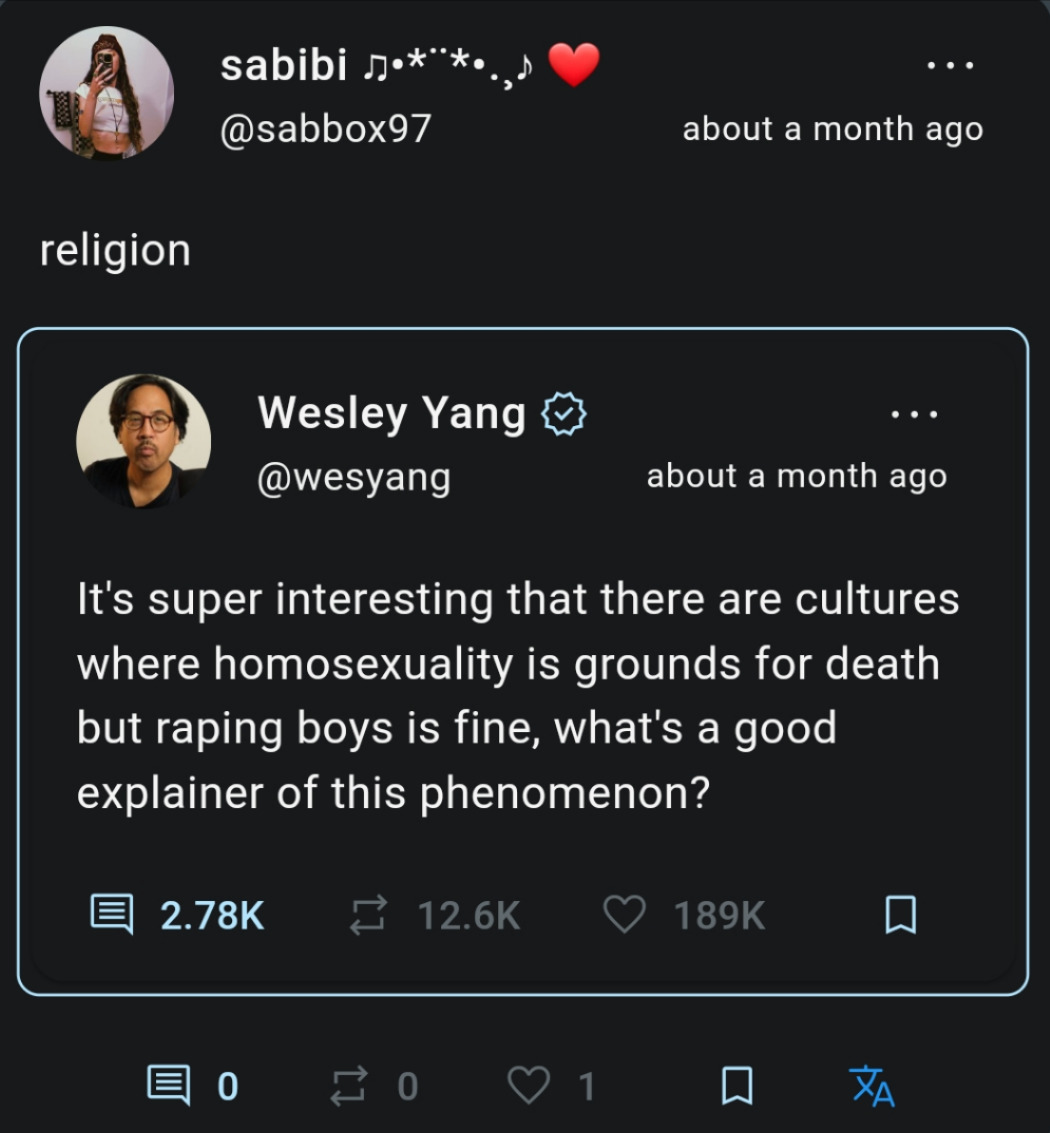 sabibi ♫•*¨*•.¸♪ ❤️
...
@sabbox97
about a month ago
religion
Wesley Yang
...
@wesyang
about a month ago
It's super interesting that there are cultures
where homosexuality is grounds for death
but raping boys is fine, what's a good
explainer of this phenomenon?
2.78K 12.6K 189K
0 0 1